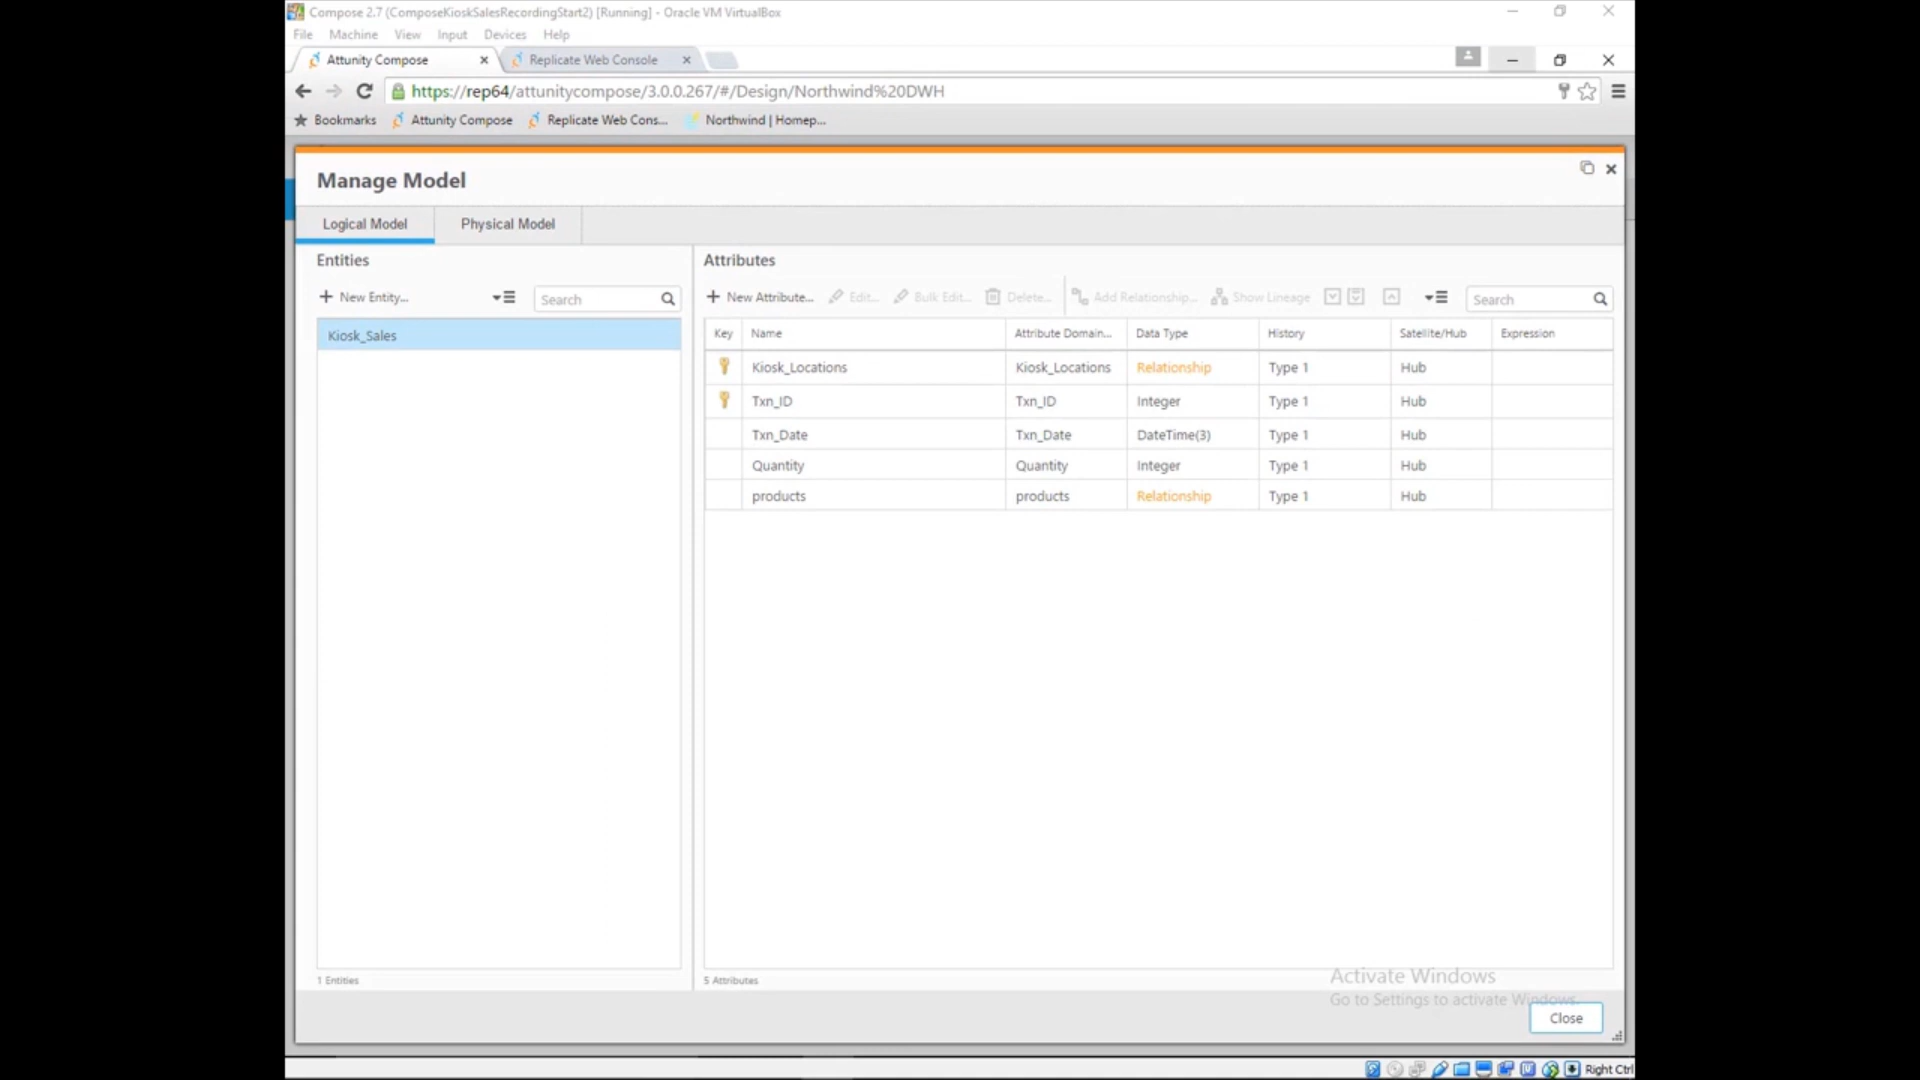 Compose 2.7 (ComposeKioskSalesRecordingStart2) [Running] - Oracle VM VirtualBox
File Machine View Input Devices Help
Attunity Compose Replicate Web Console
https://rep64/attunitycompose/3.0.0.267/#/Design/Northwind%20DWH
Bookmarks Attunity Compose Replicate Web Cons... Northwind | Homep...
Manage Model
Logical Model Physical Model
Entities Attributes
New Entity... Search New Attribute... Edit... Bulk Edit... Delete... Add Relationship... Show Lineage Search
Kiosk_Sales
Key Name Attribute Domain... Data Type History Satellite/Hub Expression
Kiosk_Locations Kiosk_Locations Relationship Type 1 Hub
Txn_ID Txn_ID Integer Type 1 Hub
Txn_Date Txn_Date DateTime(3) Type 1 Hub
Quantity Quantity Integer Type 1 Hub
products products Relationship Type 1 Hub
1 Entities 5 Attributes
Activate Windows
Go to Settings to activate Windows.
Close
Right Ctrl